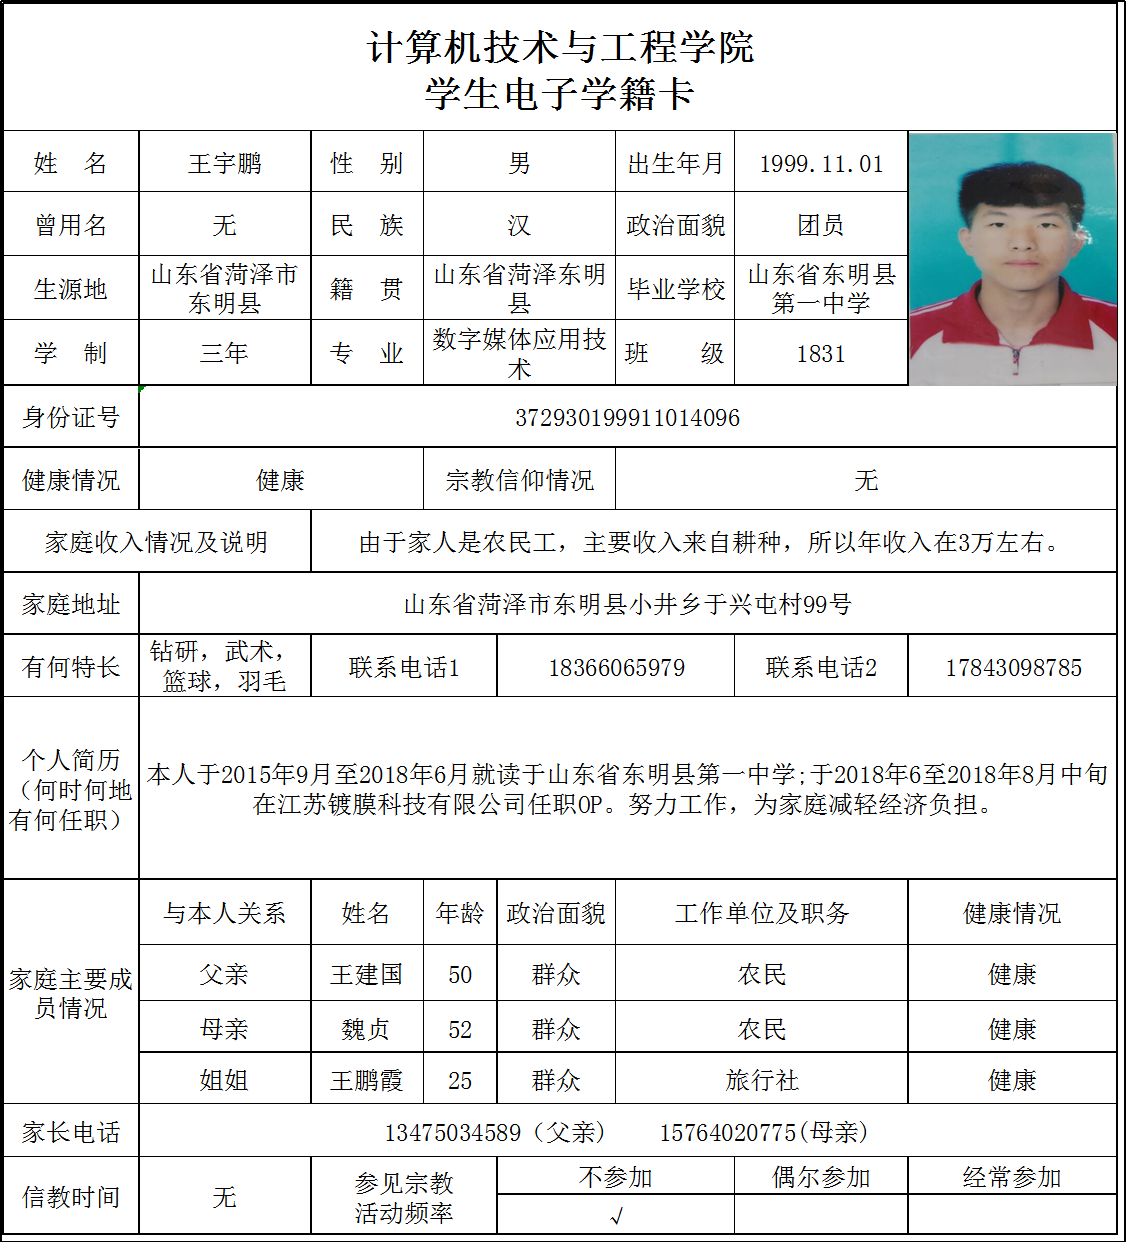 计算机技术与工程学院
学生电子学籍卡
姓 名 王宇鹏 性 别 男 出生年月 1999.11.01
曾用名 无 民 族 汉 政治面貌 团员
生源地 山东省菏泽市东明县 籍 贯 山东省菏泽东明县 毕业学校 山东省东明县第一中学
学 制 三年 专 业 数字媒体应用技术 班 级 1831
身份证号 372930199911014096
健康情况 健康 宗教信仰情况 无
家庭收入情况及说明 由于家人是农民工，主要收入来自耕种，所以年收入在3万左右。
家庭地址 山东省菏泽市东明县小井乡于兴屯村99号
有何特长 钻研，武术，篮球，羽毛 联系电话1 18366065979 联系电话2 17843098785
个人简历
（何时何地
有何任职）
本人于2015年9月至2018年6月就读于山东省东明县第一中学;于2018年6至2018年8月中旬
在江苏镀膜科技有限公司任职OP。努力工作，为家庭减轻经济负担。
家庭主要成员情况
与本人关系 姓名 年龄 政治面貌 工作单位及职务 健康情况
父亲 王建国 50 群众 农民 健康
母亲 魏贞 52 群众 农民 健康
姐姐 王鹏霞 25 群众 旅行社 健康
家长电话 13475034589（父亲) 15764020775(母亲)
信教时间 无 参见宗教活动频率 不参加 偶尔参加 经常参加
√